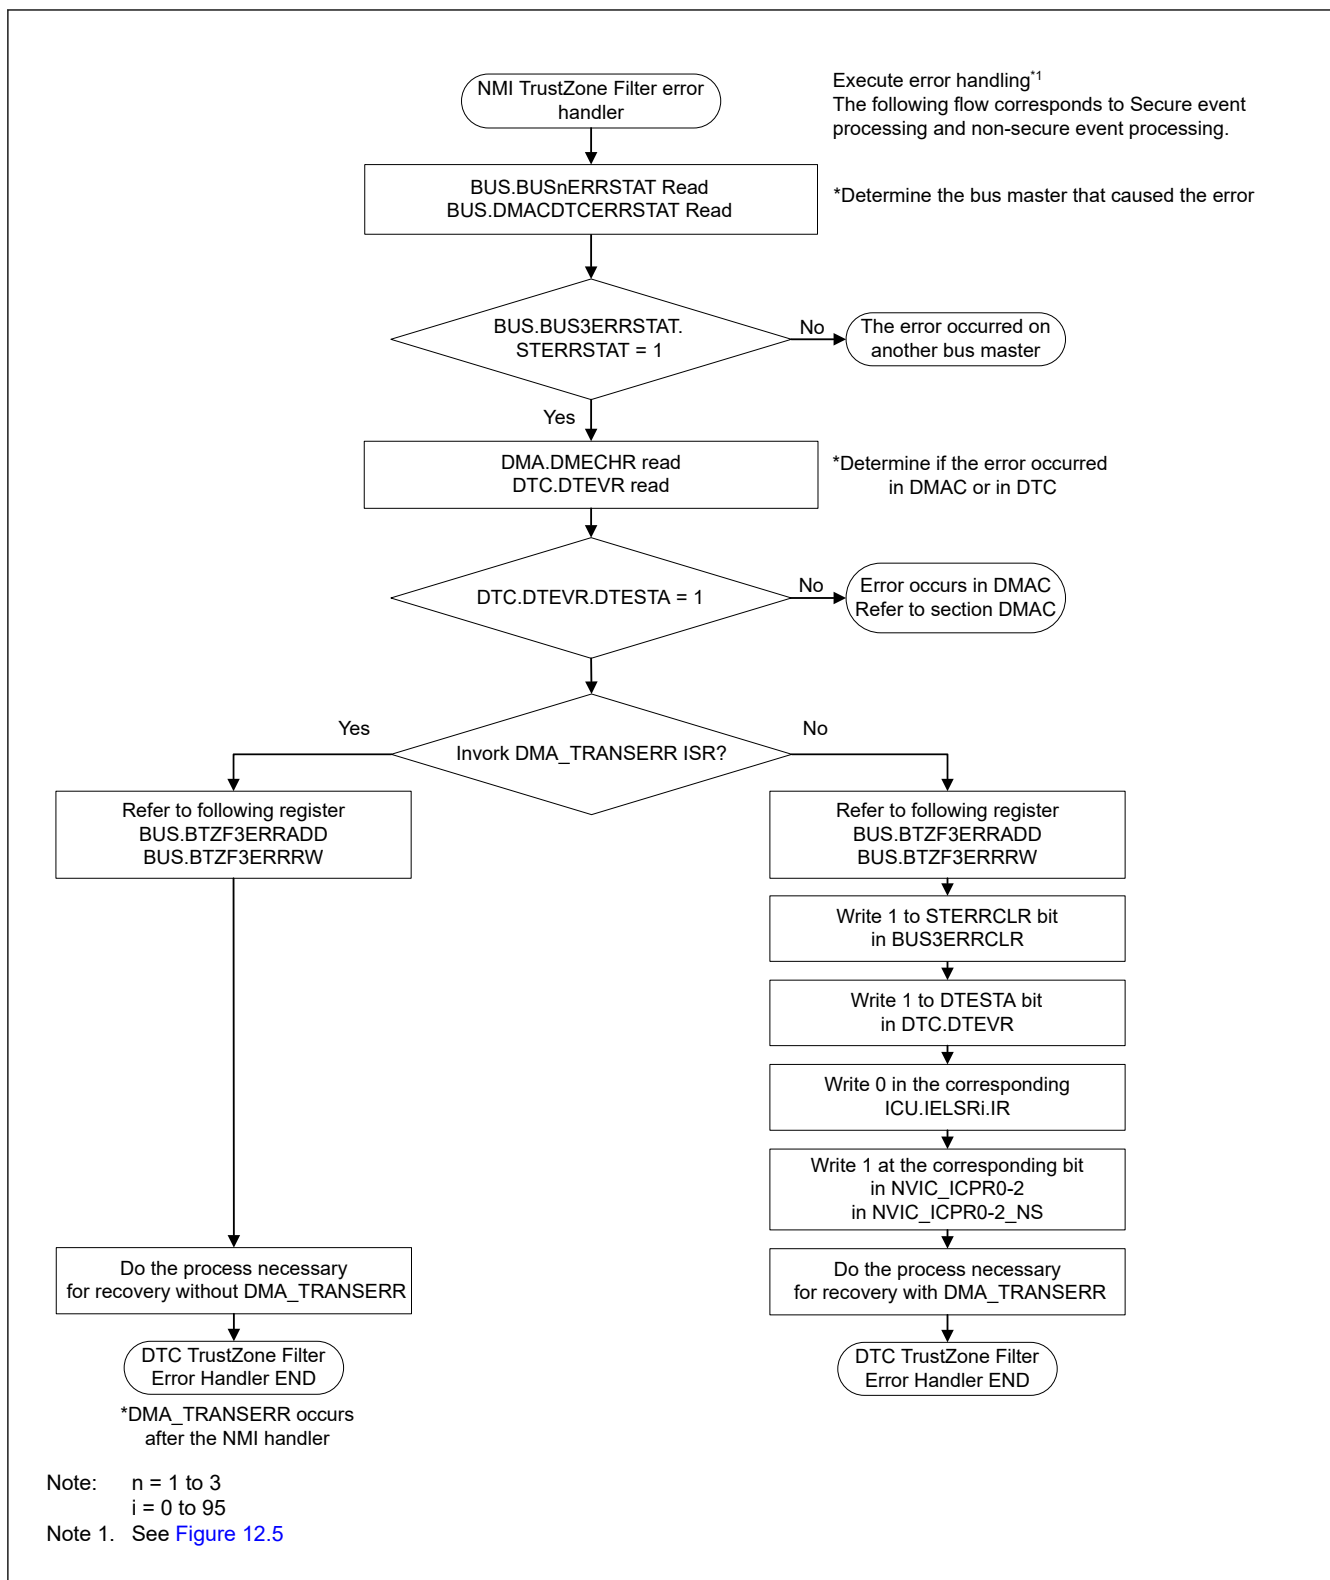 NMI TrustZone Filter error
handler
Execute error handling*1
The following flow corresponds to Secure event
processing and non-secure event processing.
BUS.BUSnERRSTAT Read
BUS.DMACDTCERRSTAT Read
*Determine the bus master that caused the error
BUS.BUS3ERRSTAT.
STERRSTAT = 1
No
The error occurred on
another bus master
Yes
DMA.DMECHR read
DTC.DTEVR read
*Determine if the error occurred
in DMAC or in DTC
DTC.DTEVR.DTESTA = 1
No
Error occurs in DMAC
Refer to section DMAC
Yes
No
Invork DMA_TRANSERR ISR?
Refer to following register
BUS.BTZF3ERRADD
BUS.BTZF3ERRRW
Refer to following register
BUS.BTZF3ERRADD
BUS.BTZF3ERRRW
Write 1 to STERRCLR bit
in BUS3ERRCLR
Write 1 to DTESTA bit
in DTC.DTEVR
Write 0 in the corresponding
ICU.IELSRi.IR
Write 1 at the corresponding bit
in NVIC_ICPR0-2
in NVIC_ICPR0-2_NS
Do the process necessary
for recovery without DMA_TRANSERR
Do the process necessary
for recovery with DMA_TRANSERR
DTC TrustZone Filter
Error Handler END
DTC TrustZone Filter
Error Handler END
*DMA_TRANSERR occurs
after the NMI handler
Note: n = 1 to 3
i = 0 to 95
Note 1. See Figure 12.5